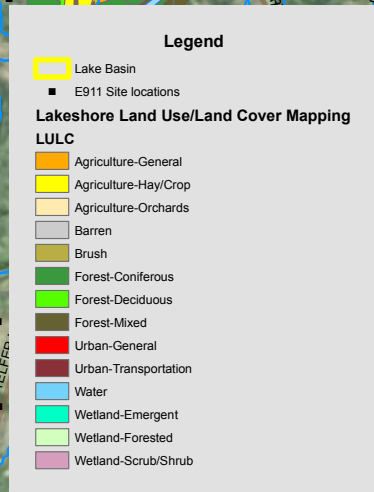 Legend
Lake Basin
E911 Site locations
Lakeshore Land Use/Land Cover Mapping
LULC
Agriculture-General
Agriculture-Hay/Crop
Agriculture-Orchards
Barren
Brush
Forest-Coniferous
Forest-Deciduous
Forest-Mixed
Urban-General
Urban-Transportation
Water
Wetland-Emergent
Wetland-Forested
Wetland-Scrub/Shrub